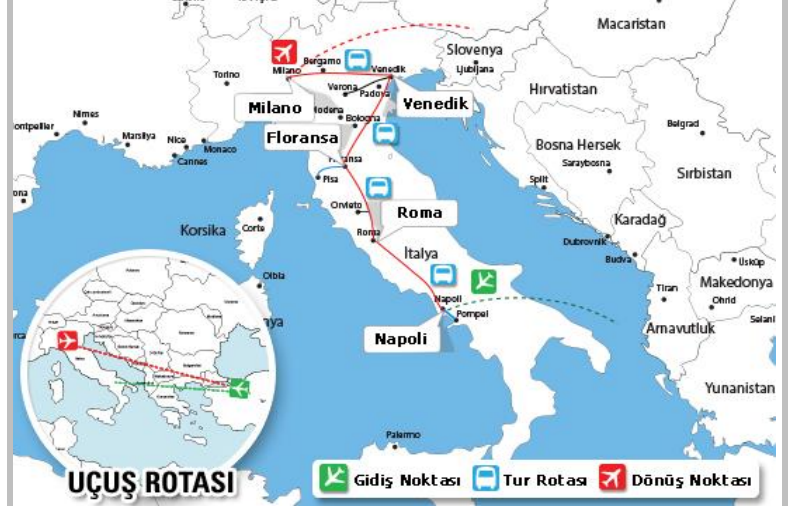 Macaristan
Slovenya
Ljubljana
Bergamo
Milano
Venedik
Torino
Verona
Padova
Hırvatistan
Milano
Venedik
Modena
Bologna
Nimes
Floransa
Belgrad
Marsilya
Nice
Monaco
Cannes
Bosna Hersek
Saraybosna
Sırbistan
Pisa
Split
Orvieto
Roma
Karadağ
Korsika
Corte
Roma
Dubrovnik
İtalya
Budva
Üsküp
Olbia
Tiran
Makedonya
Napoli
Ohrid
Pompei
Arnavutluk
Selani
Napoli
Yunanistan
Palermo
UÇUŞ ROTASI
Gidiş Noktası
Tur Rotası
Dönüş Noktası